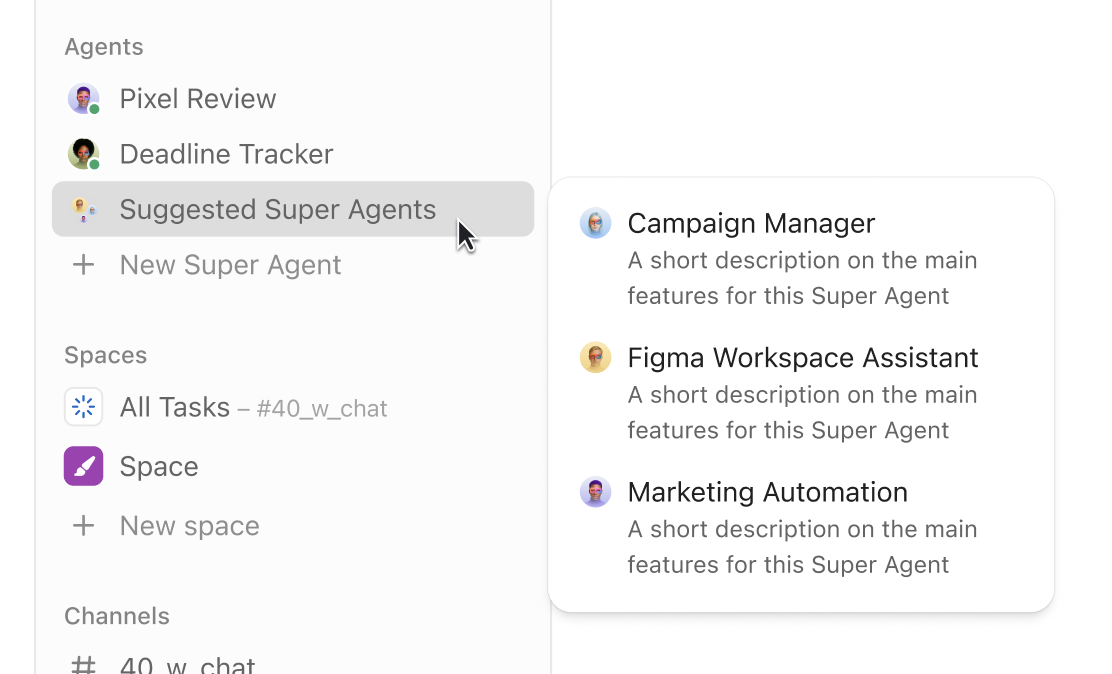 Agents
Pixel Review
Deadline Tracker
Suggested Super Agents
New Super Agent
Spaces
All Tasks – #40_w_chat
Space
New space
Channels
# 40_w_chat
Campaign Manager
A short description on the main
features for this Super Agent
Figma Workspace Assistant
A short description on the main
features for this Super Agent
Marketing Automation
A short description on the main
features for this Super Agent